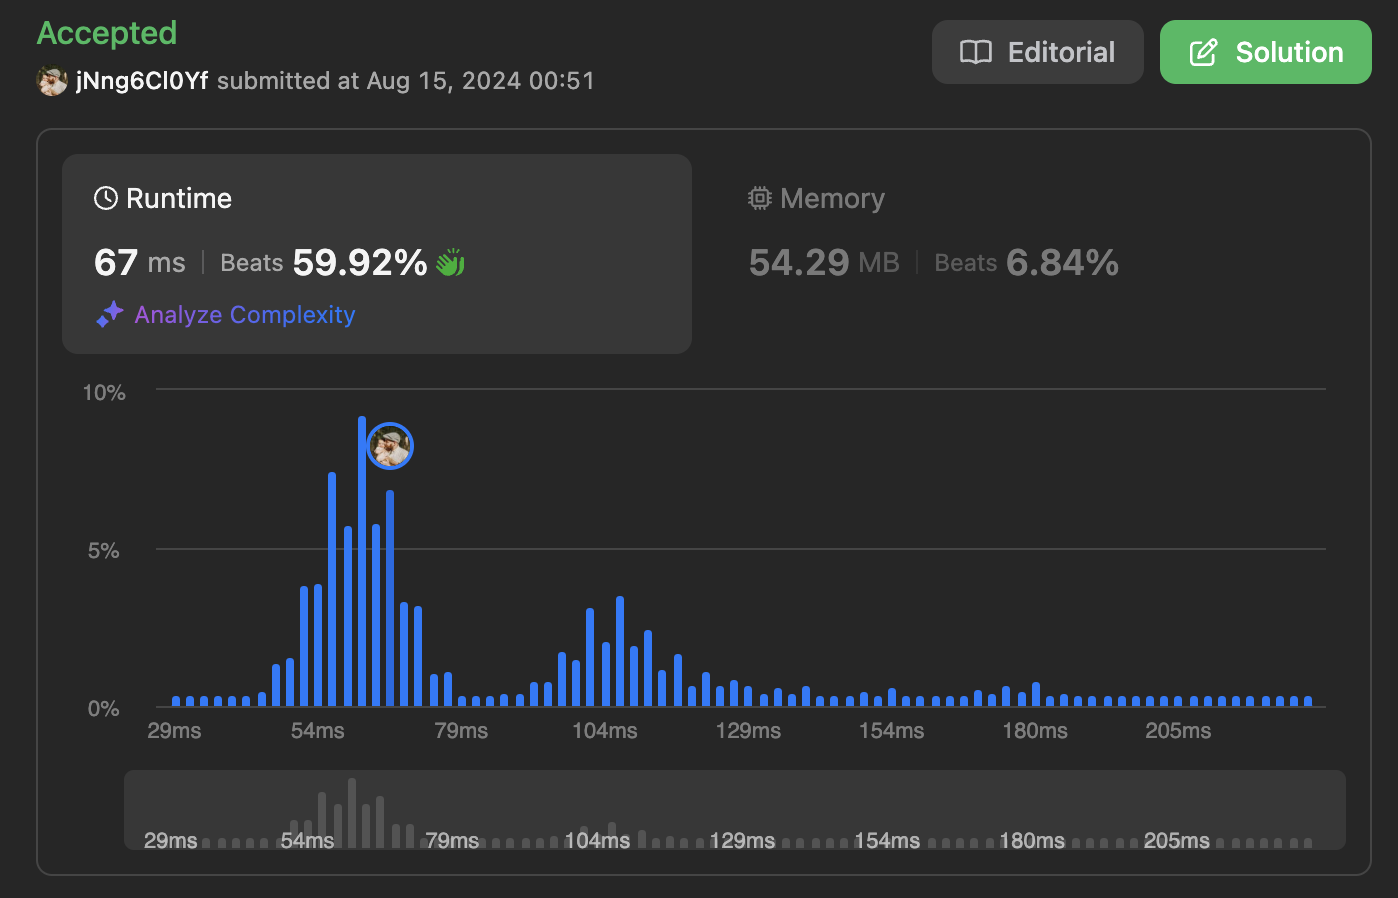 Accepted
jNng6Cl0Yf submitted at Aug 15, 2024 00:51
Editorial
Solution
Runtime
67 ms | Beats 59.92%
Analyze Complexity
Memory
54.29 MB | Beats 6.84%
10%
5%
0%
29ms 54ms 79ms 104ms 129ms 154ms 180ms 205ms
29ms 54ms 79ms 104ms 129ms 154ms 180ms 205ms